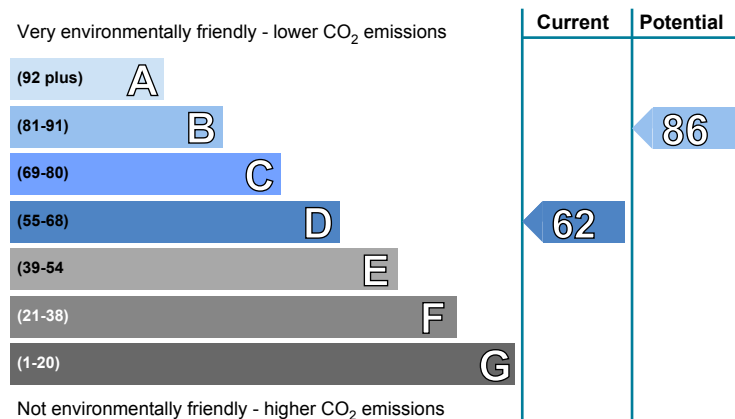 Very environmentally friendly - lower CO₂ emissions
Current
Potential
(92 plus) A
(81-91) B
(69-80) C
(55-68) D
(39-54 E
(21-38) F
(1-20) G
62
86
Not environmentally friendly - higher CO₂ emissions